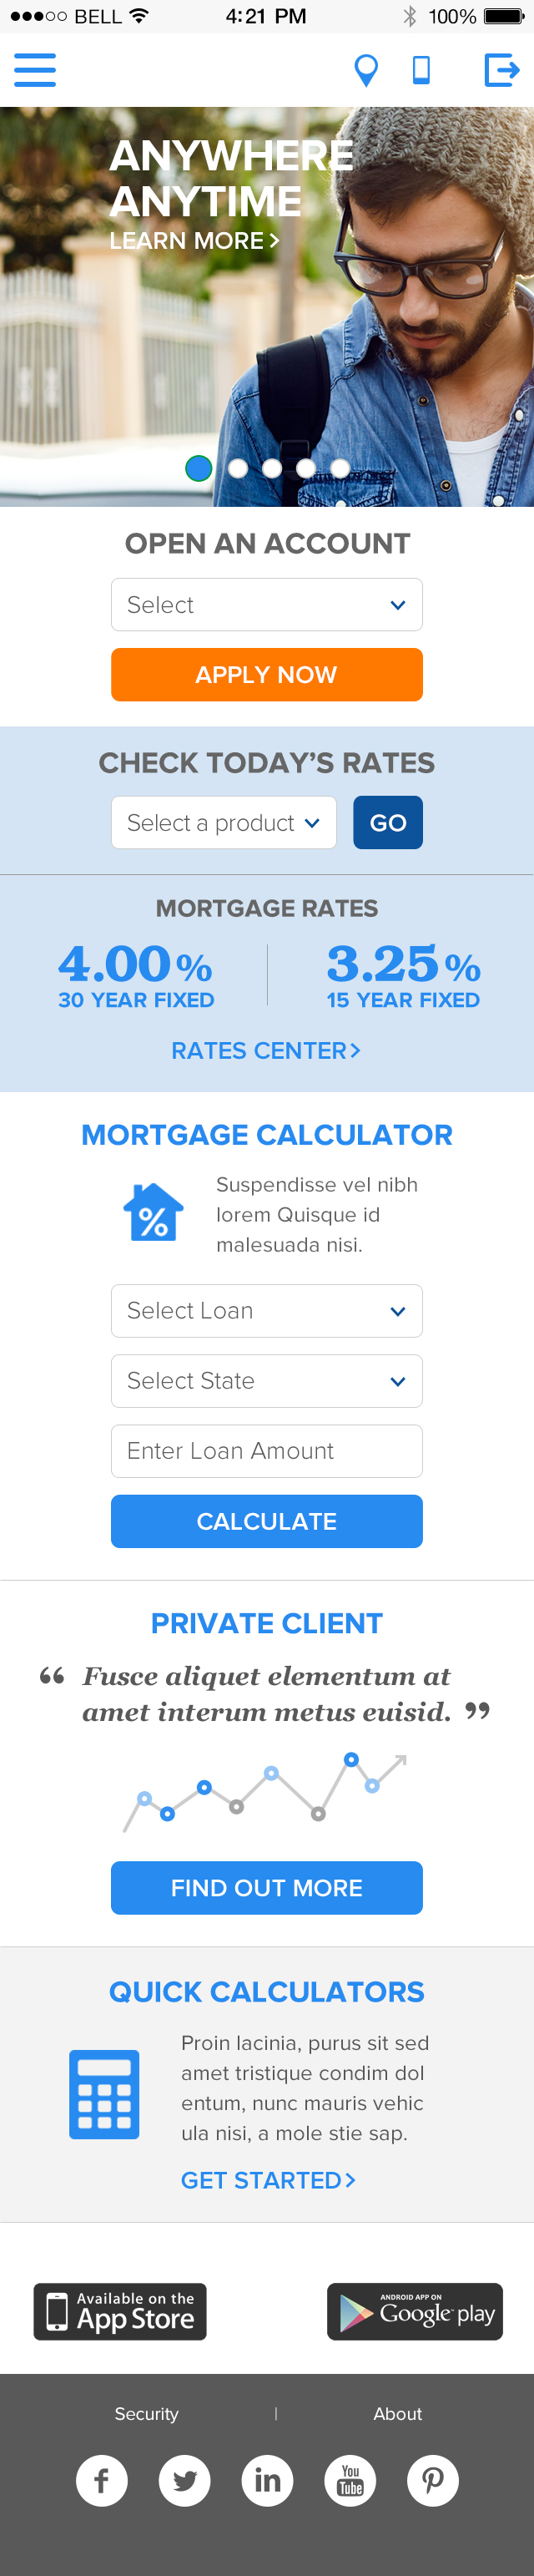 BELL 4:21 PM 100%
ANYWHERE
ANYTIME
LEARN MORE >
OPEN AN ACCOUNT
Select
APPLY NOW
CHECK TODAY’S RATES
Select a product GO
MORTGAGE RATES
4.00% 3.25%
30 YEAR FIXED 15 YEAR FIXED
RATES CENTER >
MORTGAGE CALCULATOR
%
Suspendisse vel nibh
lorem Quisque id
malesuada nisi.
Select Loan
Select State
Enter Loan Amount
CALCULATE
PRIVATE CLIENT
“ Fusce aliquet elementum at
amet interum metus euisid. ”
FIND OUT MORE
QUICK CALCULATORS
Proin lacinia, purus sit sed
amet tristique condim dol
entum, nunc mauris vehic
ula nisi, a mole stie sap.
GET STARTED >
Available on the
App Store
ANDROID APP ON
Google play
Security | About
f in You Tube